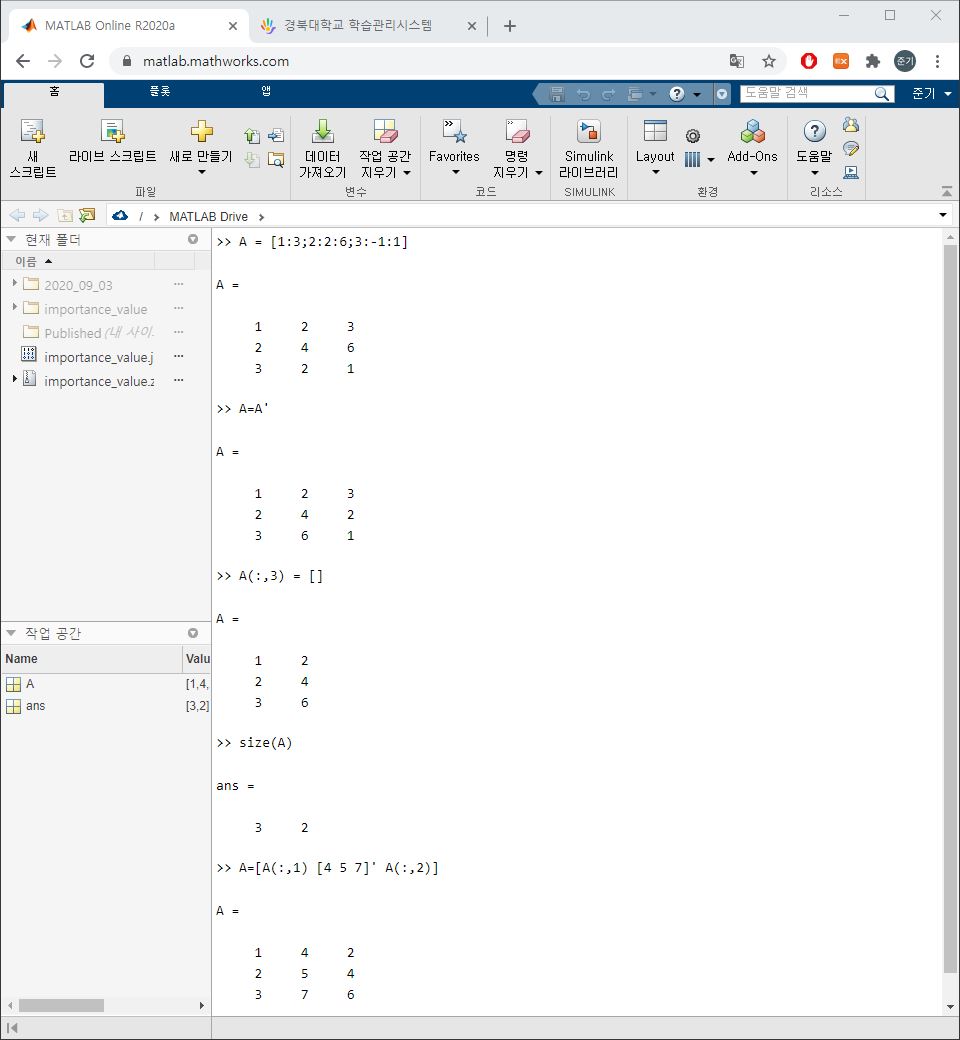 MATLAB Online R2020a
경북대학교 학습관리시스템
matlab.mathworks.com
EX
준기
홈 플롯 앱
도움말 검색
준기
새 스크립트
라이브 스크립트
새로 만들기
데이터 가져오기
작업 공간 지우기
Favorites
명령 지우기
Simulink 라이브러리
Layout
Add-Ons
도움말
파일 변수 코드 SIMULINK 환경 리소스
/ MATLAB Drive
현재 폴더
이름
2020_09_03
importance_value
Published (내 사이
importance_value.j
importance_value.z
작업 공간
Name Valu
A [1,4,
ans [3,2]
>> A = [1:3;2:2:6;3:-1:1]
A =
1 2 3
2 4 6
3 2 1
>> A=A'
A =
1 2 3
2 4 2
3 6 1
>> A(:,3) = []
A =
1 2
2 4
3 6
>> size(A)
ans =
3 2
>> A=[A(:,1) [4 5 7]' A(:,2)]
A =
1 4 2
2 5 4
3 7 6